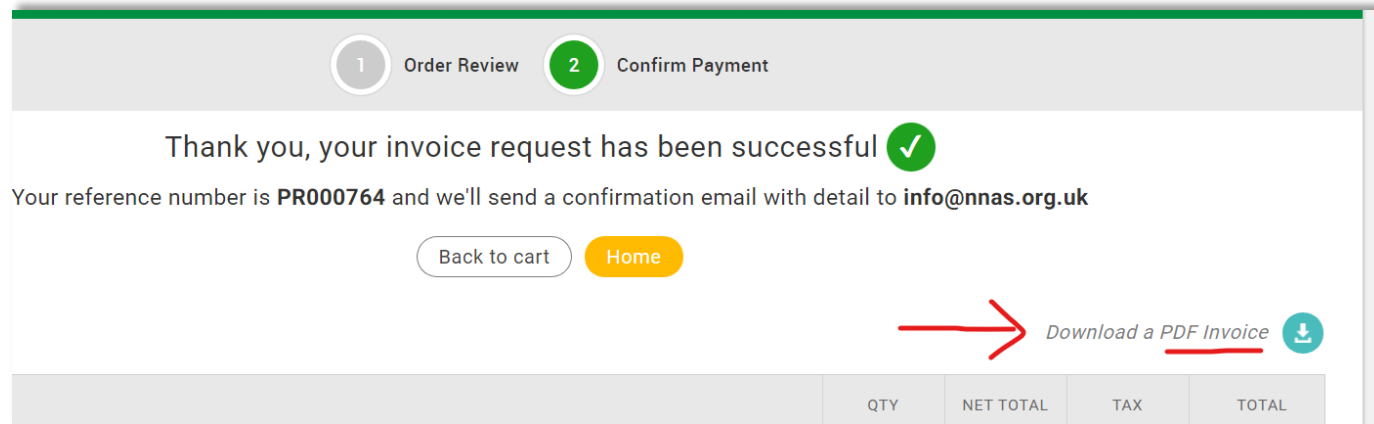 1 Order Review 2 Confirm Payment
Thank you, your invoice request has been successful
Your reference number is PR000764 and we'll send a confirmation email with detail to info@nnas.org.uk
Back to cart Home
Download a PDF Invoice
QTY NET TOTAL TAX TOTAL